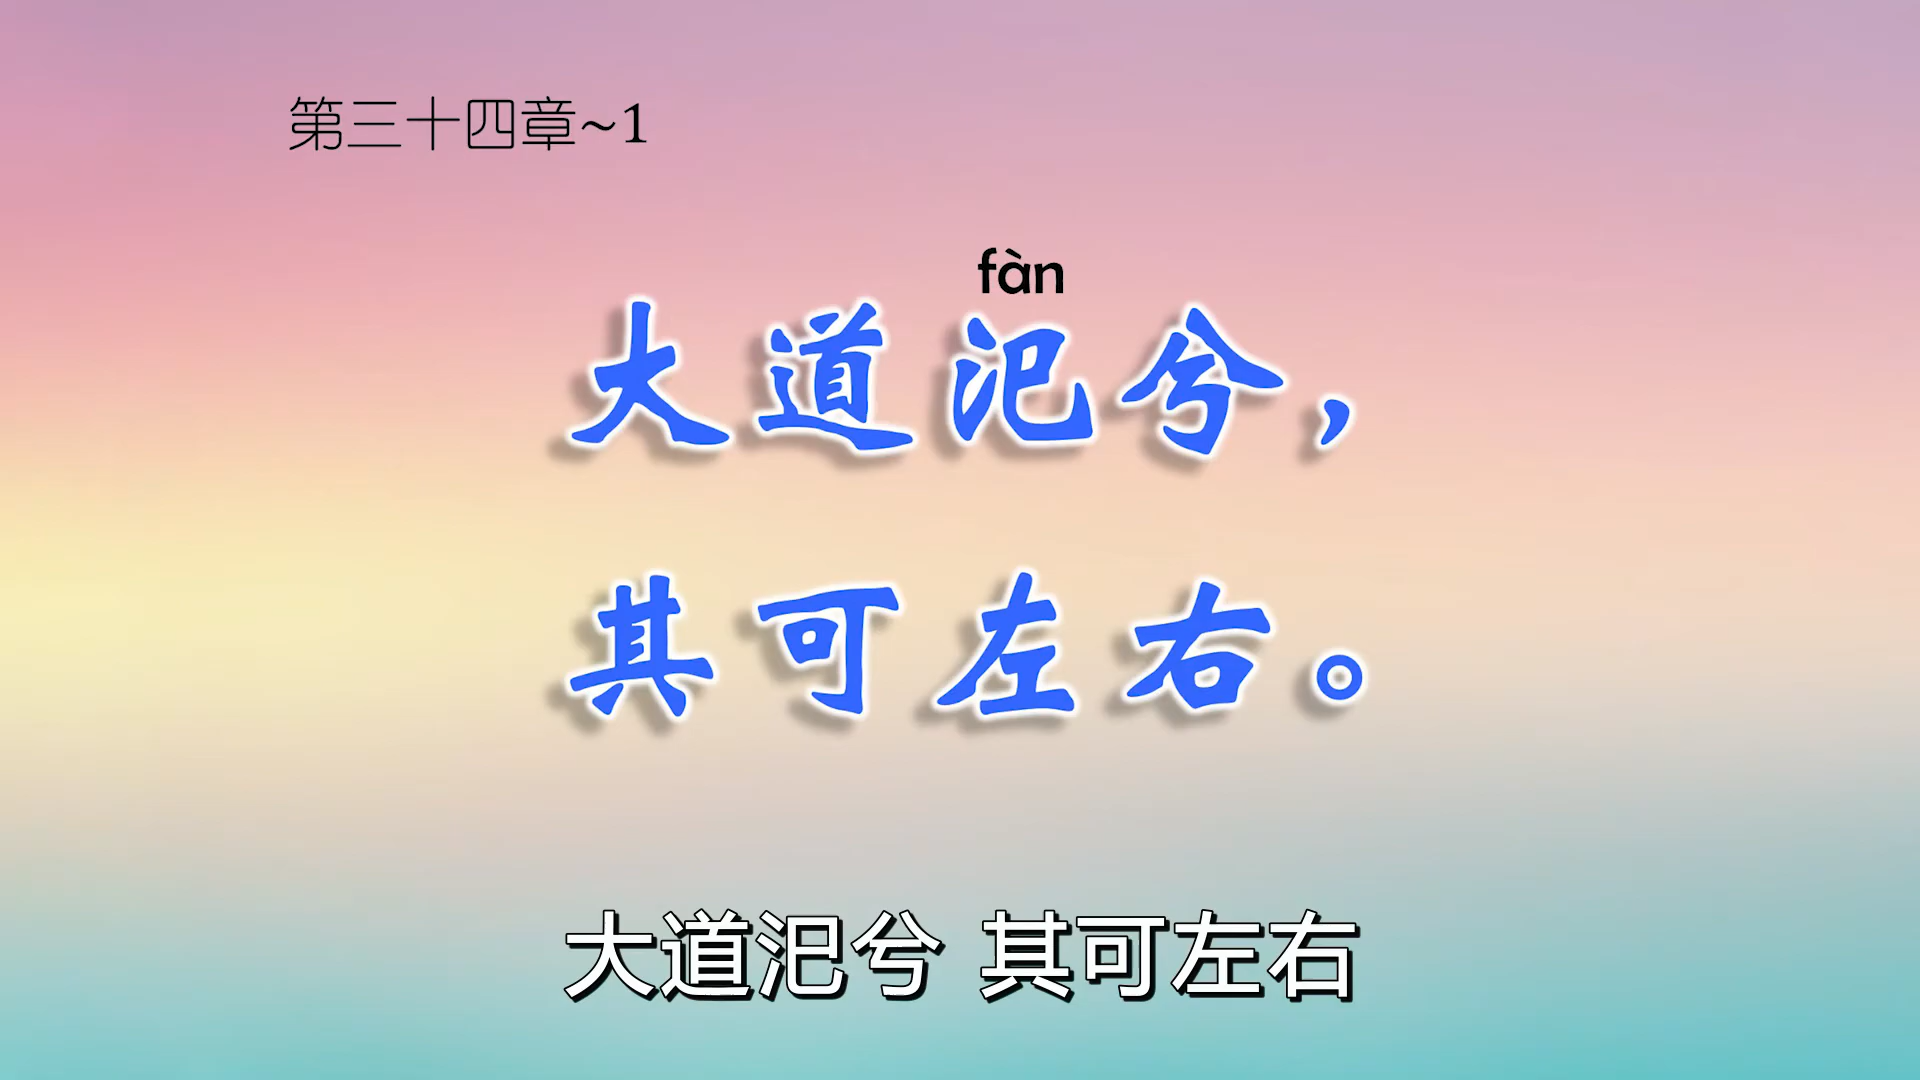 第三十四章~1
fàn
大道氾兮，
其可左右。
大道氾兮 其可左右